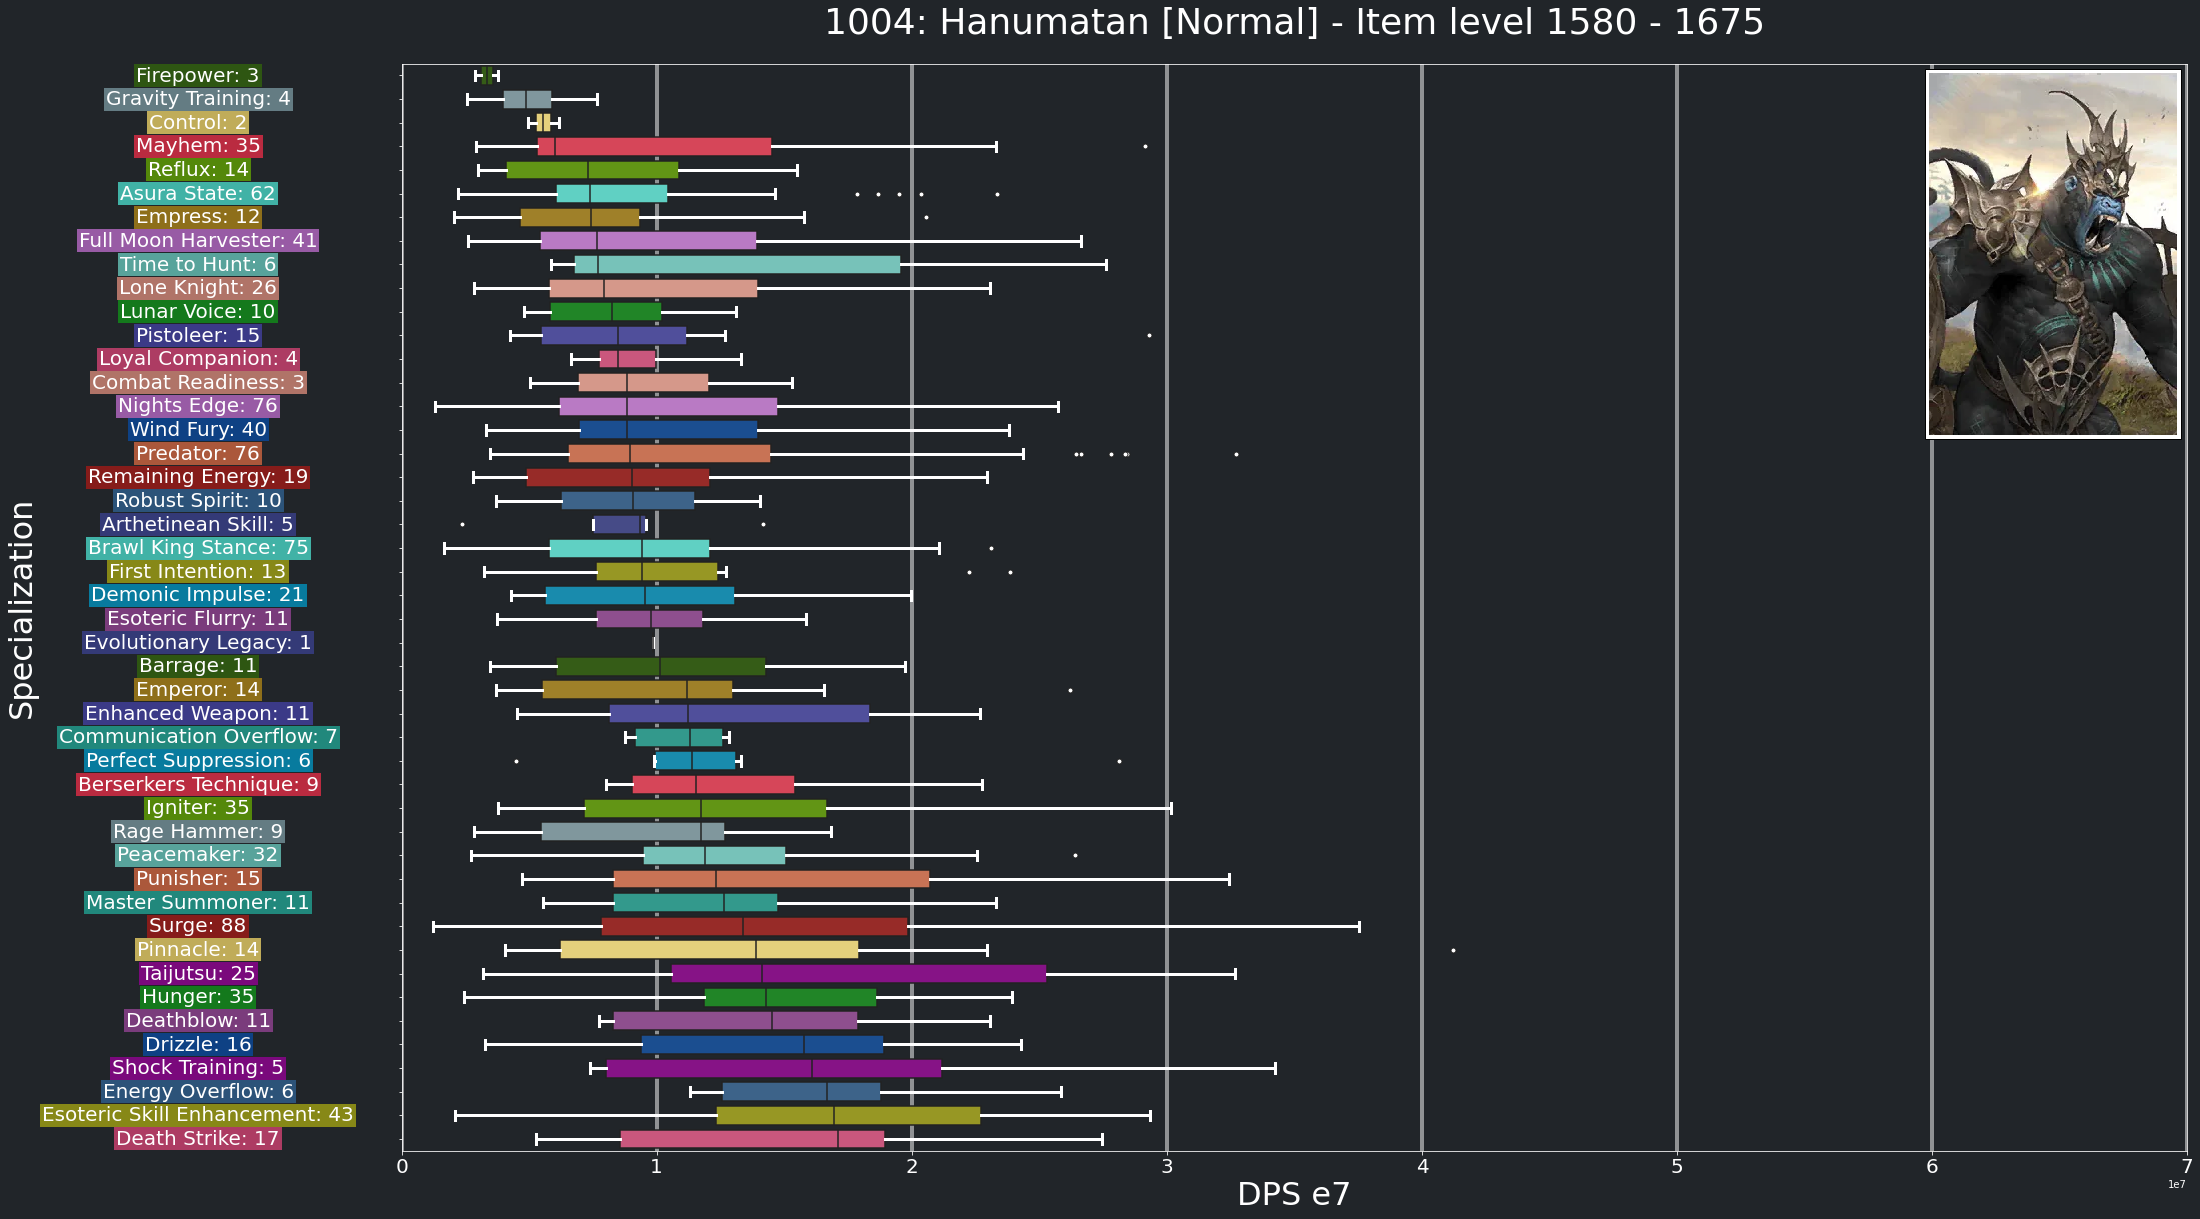 1004: Hanumatan [Normal] - Item level 1580 - 1675
Firepower: 3
Gravity Training: 4
Control: 2
Mayhem: 35
Reflux: 14
Asura State: 62
Empress: 12
Full Moon Harvester: 41
Time to Hunt: 6
Lone Knight: 26
Lunar Voice: 10
Pistoleer: 15
Loyal Companion: 4
Combat Readiness: 3
Nights Edge: 76
Wind Fury: 40
Predator: 76
Remaining Energy: 19
Robust Spirit: 10
Arthetinean Skill: 5
Brawl King Stance: 75
First Intention: 13
Demonic Impulse: 21
Esoteric Flurry: 11
Evolutionary Legacy: 1
Barrage: 11
Emperor: 14
Enhanced Weapon: 11
Communication Overflow: 7
Perfect Suppression: 6
Berserkers Technique: 9
Igniter: 35
Rage Hammer: 9
Peacemaker: 32
Punisher: 15
Master Summoner: 11
Surge: 88
Pinnacle: 14
Taijutsu: 25
Hunger: 35
Deathblow: 11
Drizzle: 16
Shock Training: 5
Energy Overflow: 6
Esoteric Skill Enhancement: 43
Death Strike: 17
Specialization
0 1 2 3 4 5 6 7
1e7
DPS e7